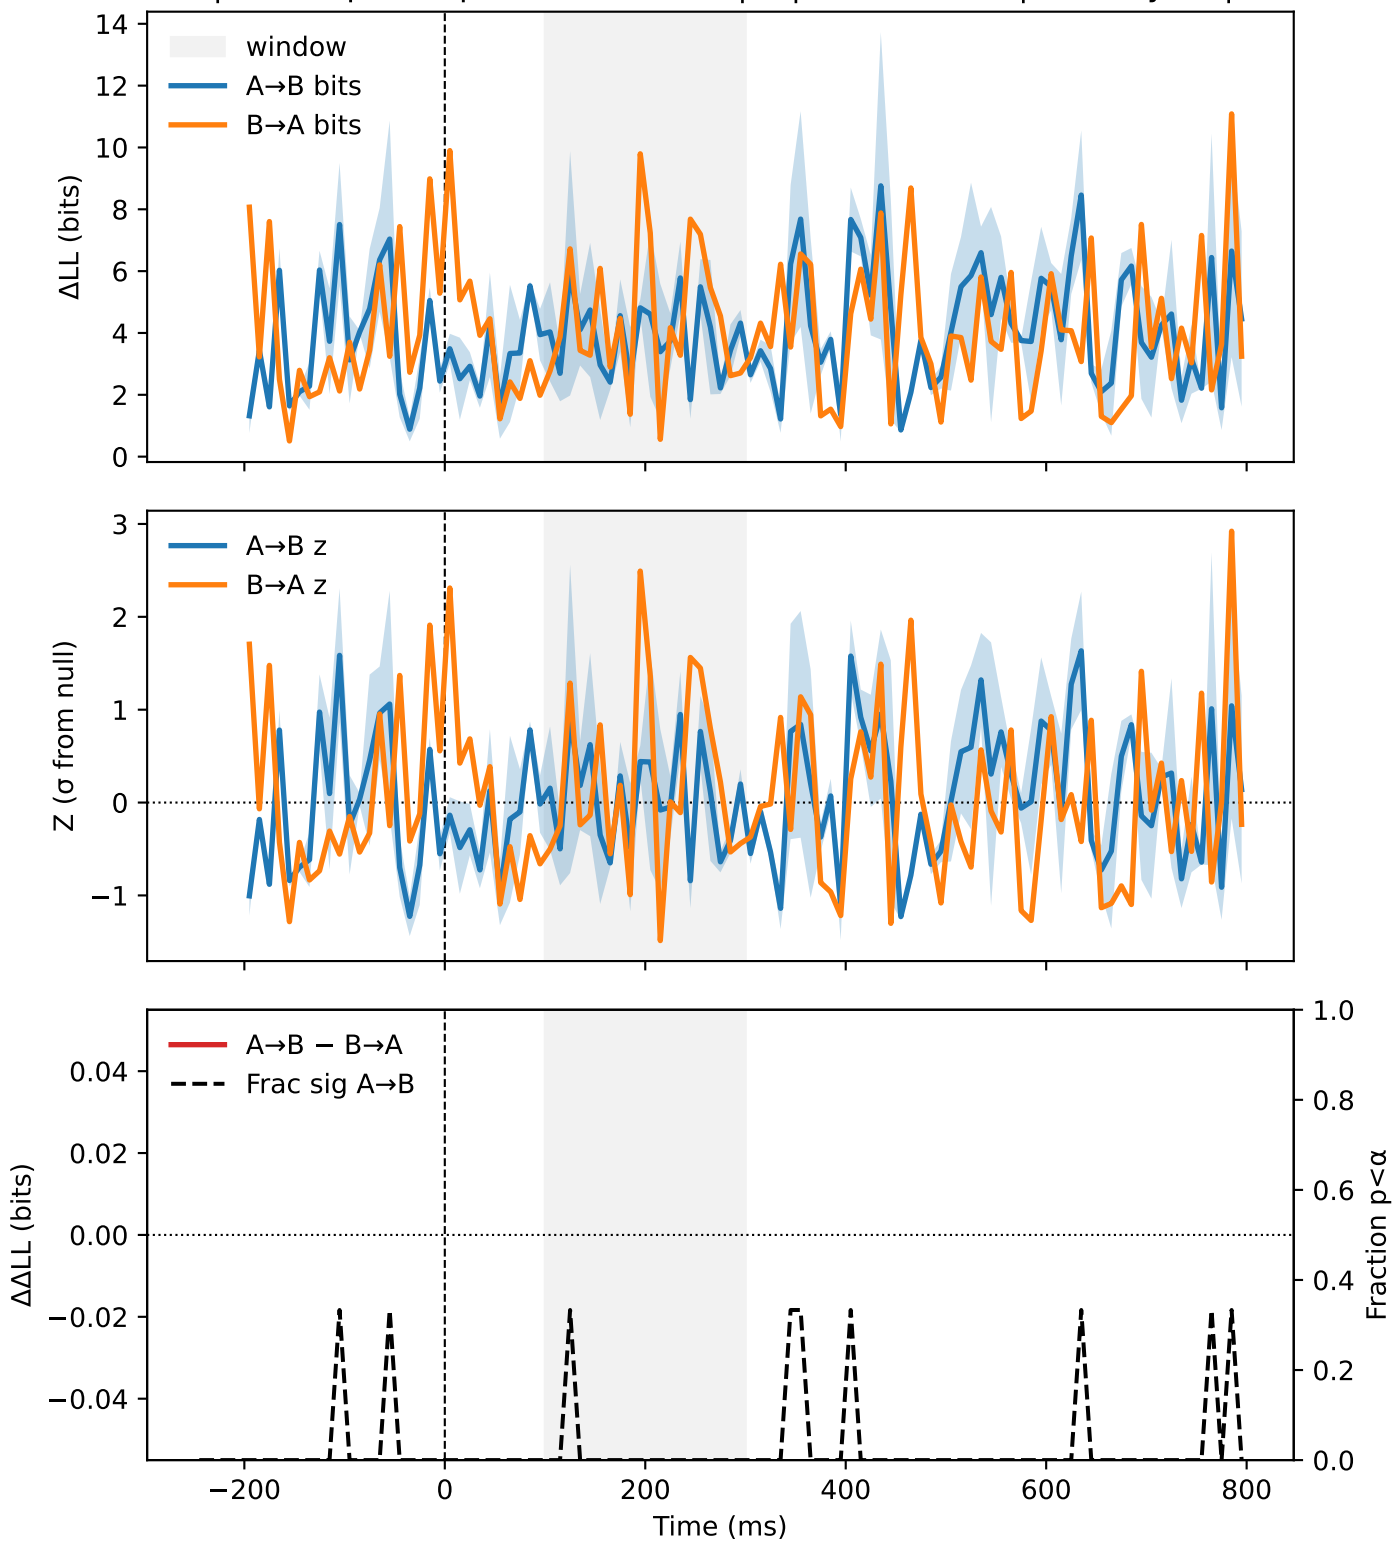 14
12
10
8
6
4
2
0
ΔLL (bits)
window
A→B bits
B→A bits
3
2
1
0
−1
Z (σ from null)
A→B z
B→A z
0.04
0.02
0.00
−0.02
−0.04
ΔΔLL (bits)
A→B − B→A
Frac sig A→B
1.0
0.8
0.6
0.4
0.2
0.0
Fraction p<α
−200 0 200 400 600 800
Time (ms)